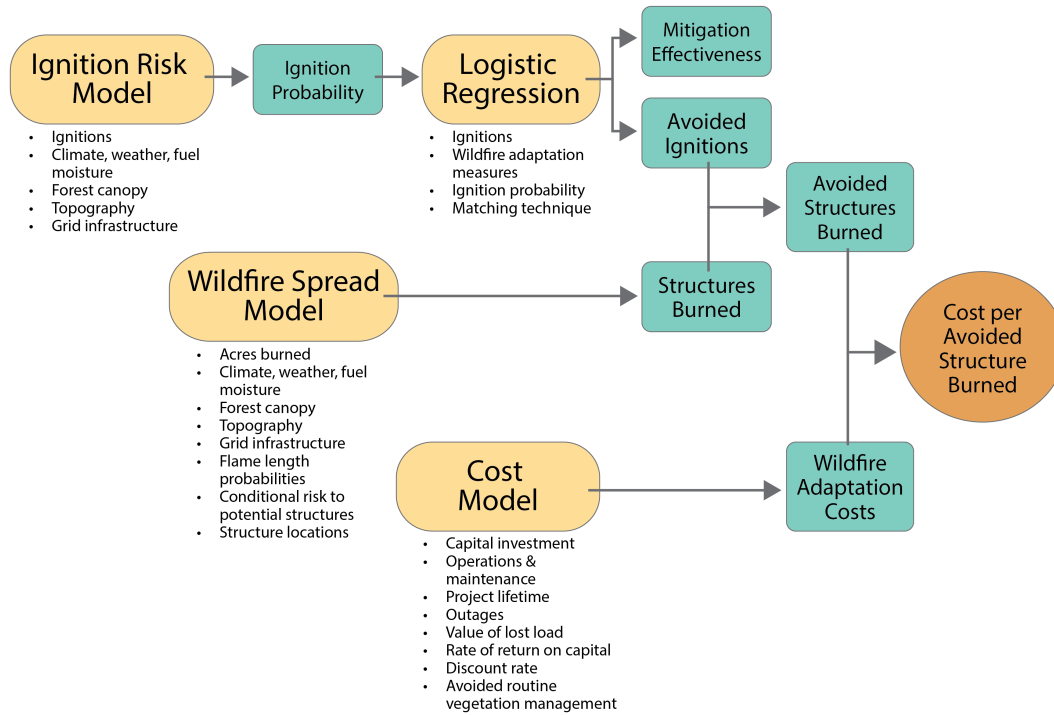 Ignition Risk
Model
• Ignitions
• Climate, weather, fuel
moisture
• Forest canopy
• Topography
• Grid infrastructure
Ignition
Probability
Logistic
Regression
• Ignitions
• Wildfire adaptation
measures
• Ignition probability
• Matching technique
Mitigation
Effectiveness
Avoided
Ignitions
Avoided
Structures
Burned
Wildfire Spread
Model
• Acres burned
• Climate, weather, fuel
moisture
• Forest canopy
• Topography
• Grid infrastructure
• Flame length
probabilities
• Conditional risk to
potential structures
• Structure locations
Structures
Burned
Cost per
Avoided
Structure
Burned
Cost
Model
• Capital investment
• Operations &
maintenance
• Project lifetime
• Outages
• Value of lost load
• Rate of return on capital
• Discount rate
• Avoided routine
vegetation management
Wildfire
Adaptation
Costs